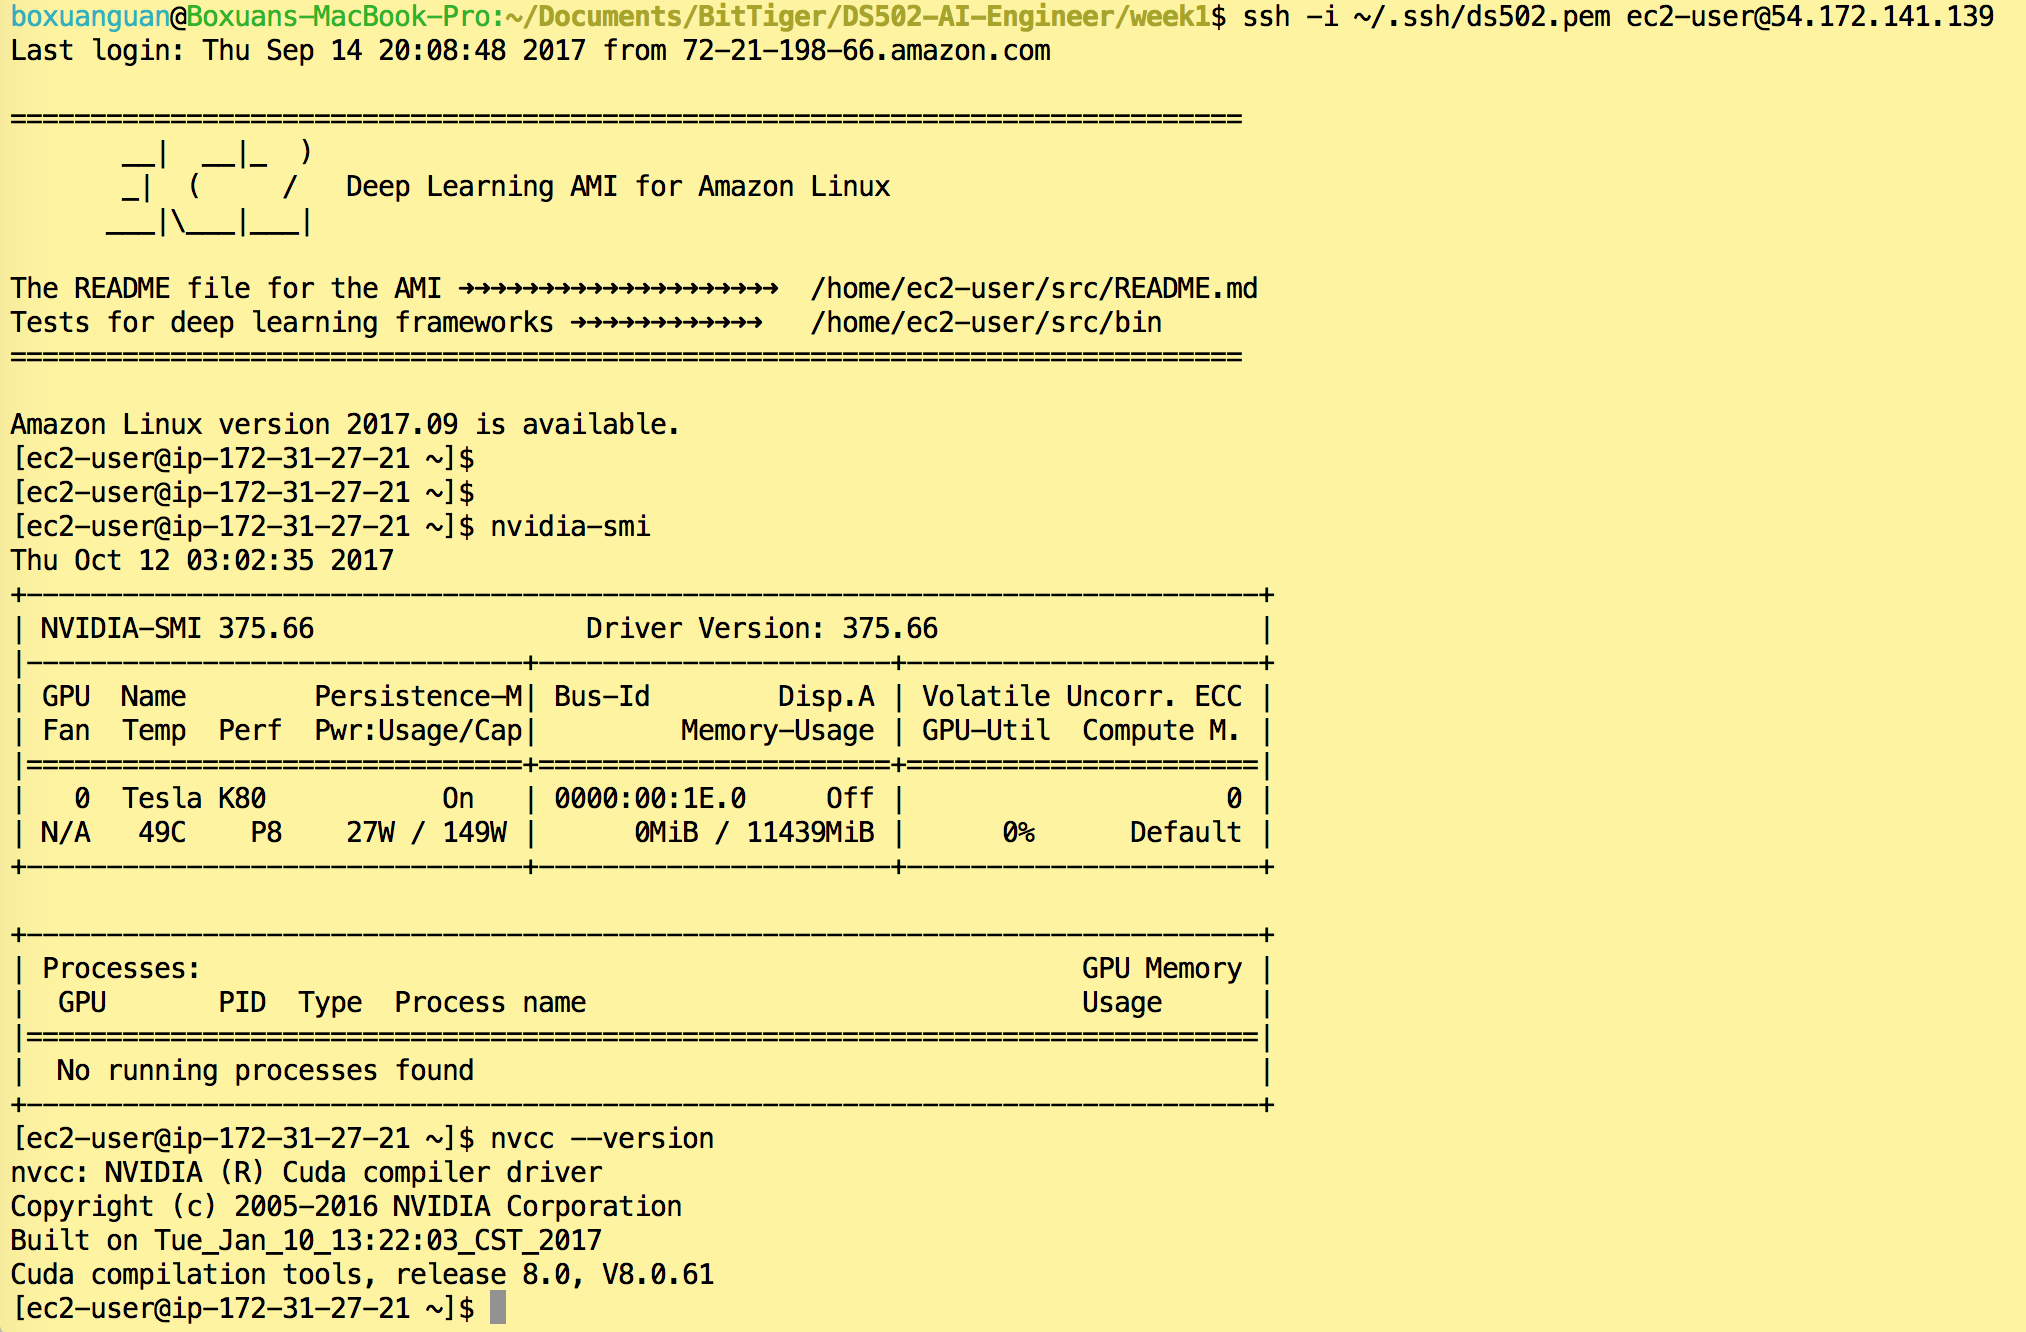 boxuanguan@Boxuans-MacBook-Pro:~/Documents/BitTiger/DS502-AI-Engineer/week1$ ssh -i ~/.ssh/ds502.pem ec2-user@54.172.141.139
Last login: Thu Sep 14 20:08:48 2017 from 72-21-198-66.amazon.com

=============================================================================
       __|  __|_  )
       _|  (     /   Deep Learning AMI for Amazon Linux
      ___|\___|___|

The README file for the AMI ➔➔➔➔➔➔➔➔➔➔➔➔➔➔➔➔➔➔➔➔  /home/ec2-user/src/README.md
Tests for deep learning frameworks ➔➔➔➔➔➔➔➔➔➔➔➔   /home/ec2-user/src/bin
=============================================================================

Amazon Linux version 2017.09 is available.
[ec2-user@ip-172-31-27-21 ~]$
[ec2-user@ip-172-31-27-21 ~]$
[ec2-user@ip-172-31-27-21 ~]$ nvidia-smi
Thu Oct 12 03:02:35 2017
+-----------------------------------------------------------------------------+
| NVIDIA-SMI 375.66                 Driver Version: 375.66                    |
|-------------------------------+----------------------+----------------------+
| GPU  Name        Persistence-M| Bus-Id        Disp.A | Volatile Uncorr. ECC |
| Fan  Temp  Perf  Pwr:Usage/Cap|         Memory-Usage | GPU-Util  Compute M. |
|===============================+======================+======================|
|   0  Tesla K80           On   | 0000:00:1E.0     Off |                    0 |
| N/A   49C    P8    27W / 149W |      0MiB / 11439MiB |      0%      Default |
+-------------------------------+----------------------+----------------------+

+-----------------------------------------------------------------------------+
| Processes:                                                       GPU Memory |
|  GPU       PID  Type  Process name                               Usage      |
|=============================================================================|
|  No running processes found                                                 |
+-----------------------------------------------------------------------------+
[ec2-user@ip-172-31-27-21 ~]$ nvcc --version
nvcc: NVIDIA (R) Cuda compiler driver
Copyright (c) 2005-2016 NVIDIA Corporation
Built on Tue_Jan_10_13:22:03_CST_2017
Cuda compilation tools, release 8.0, V8.0.61
[ec2-user@ip-172-31-27-21 ~]$